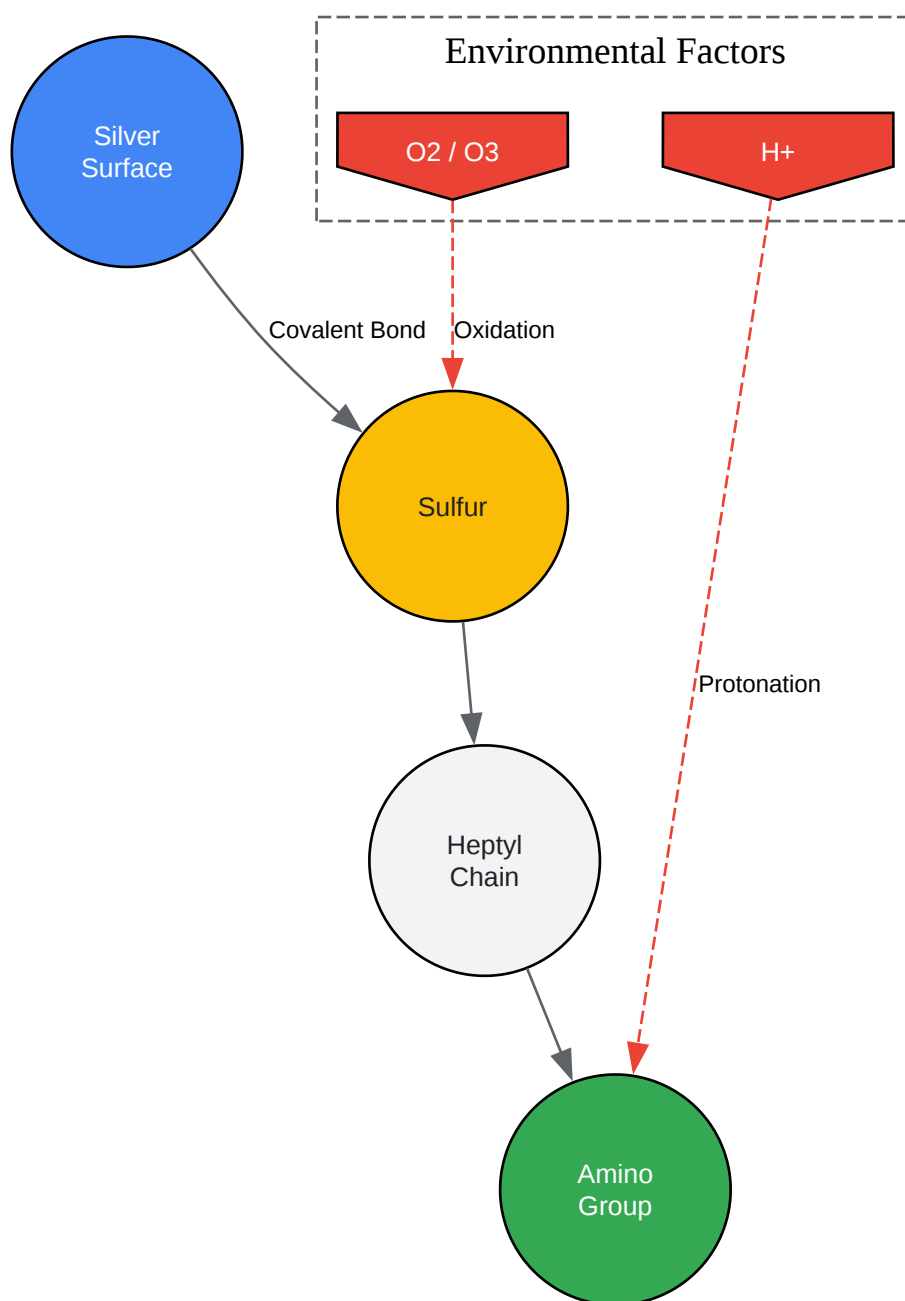 Environmental Factors
Silver
Surface
O2 / O3
H+
Covalent Bond
Oxidation
Sulfur
Protonation
Heptyl
Chain
Amino
Group